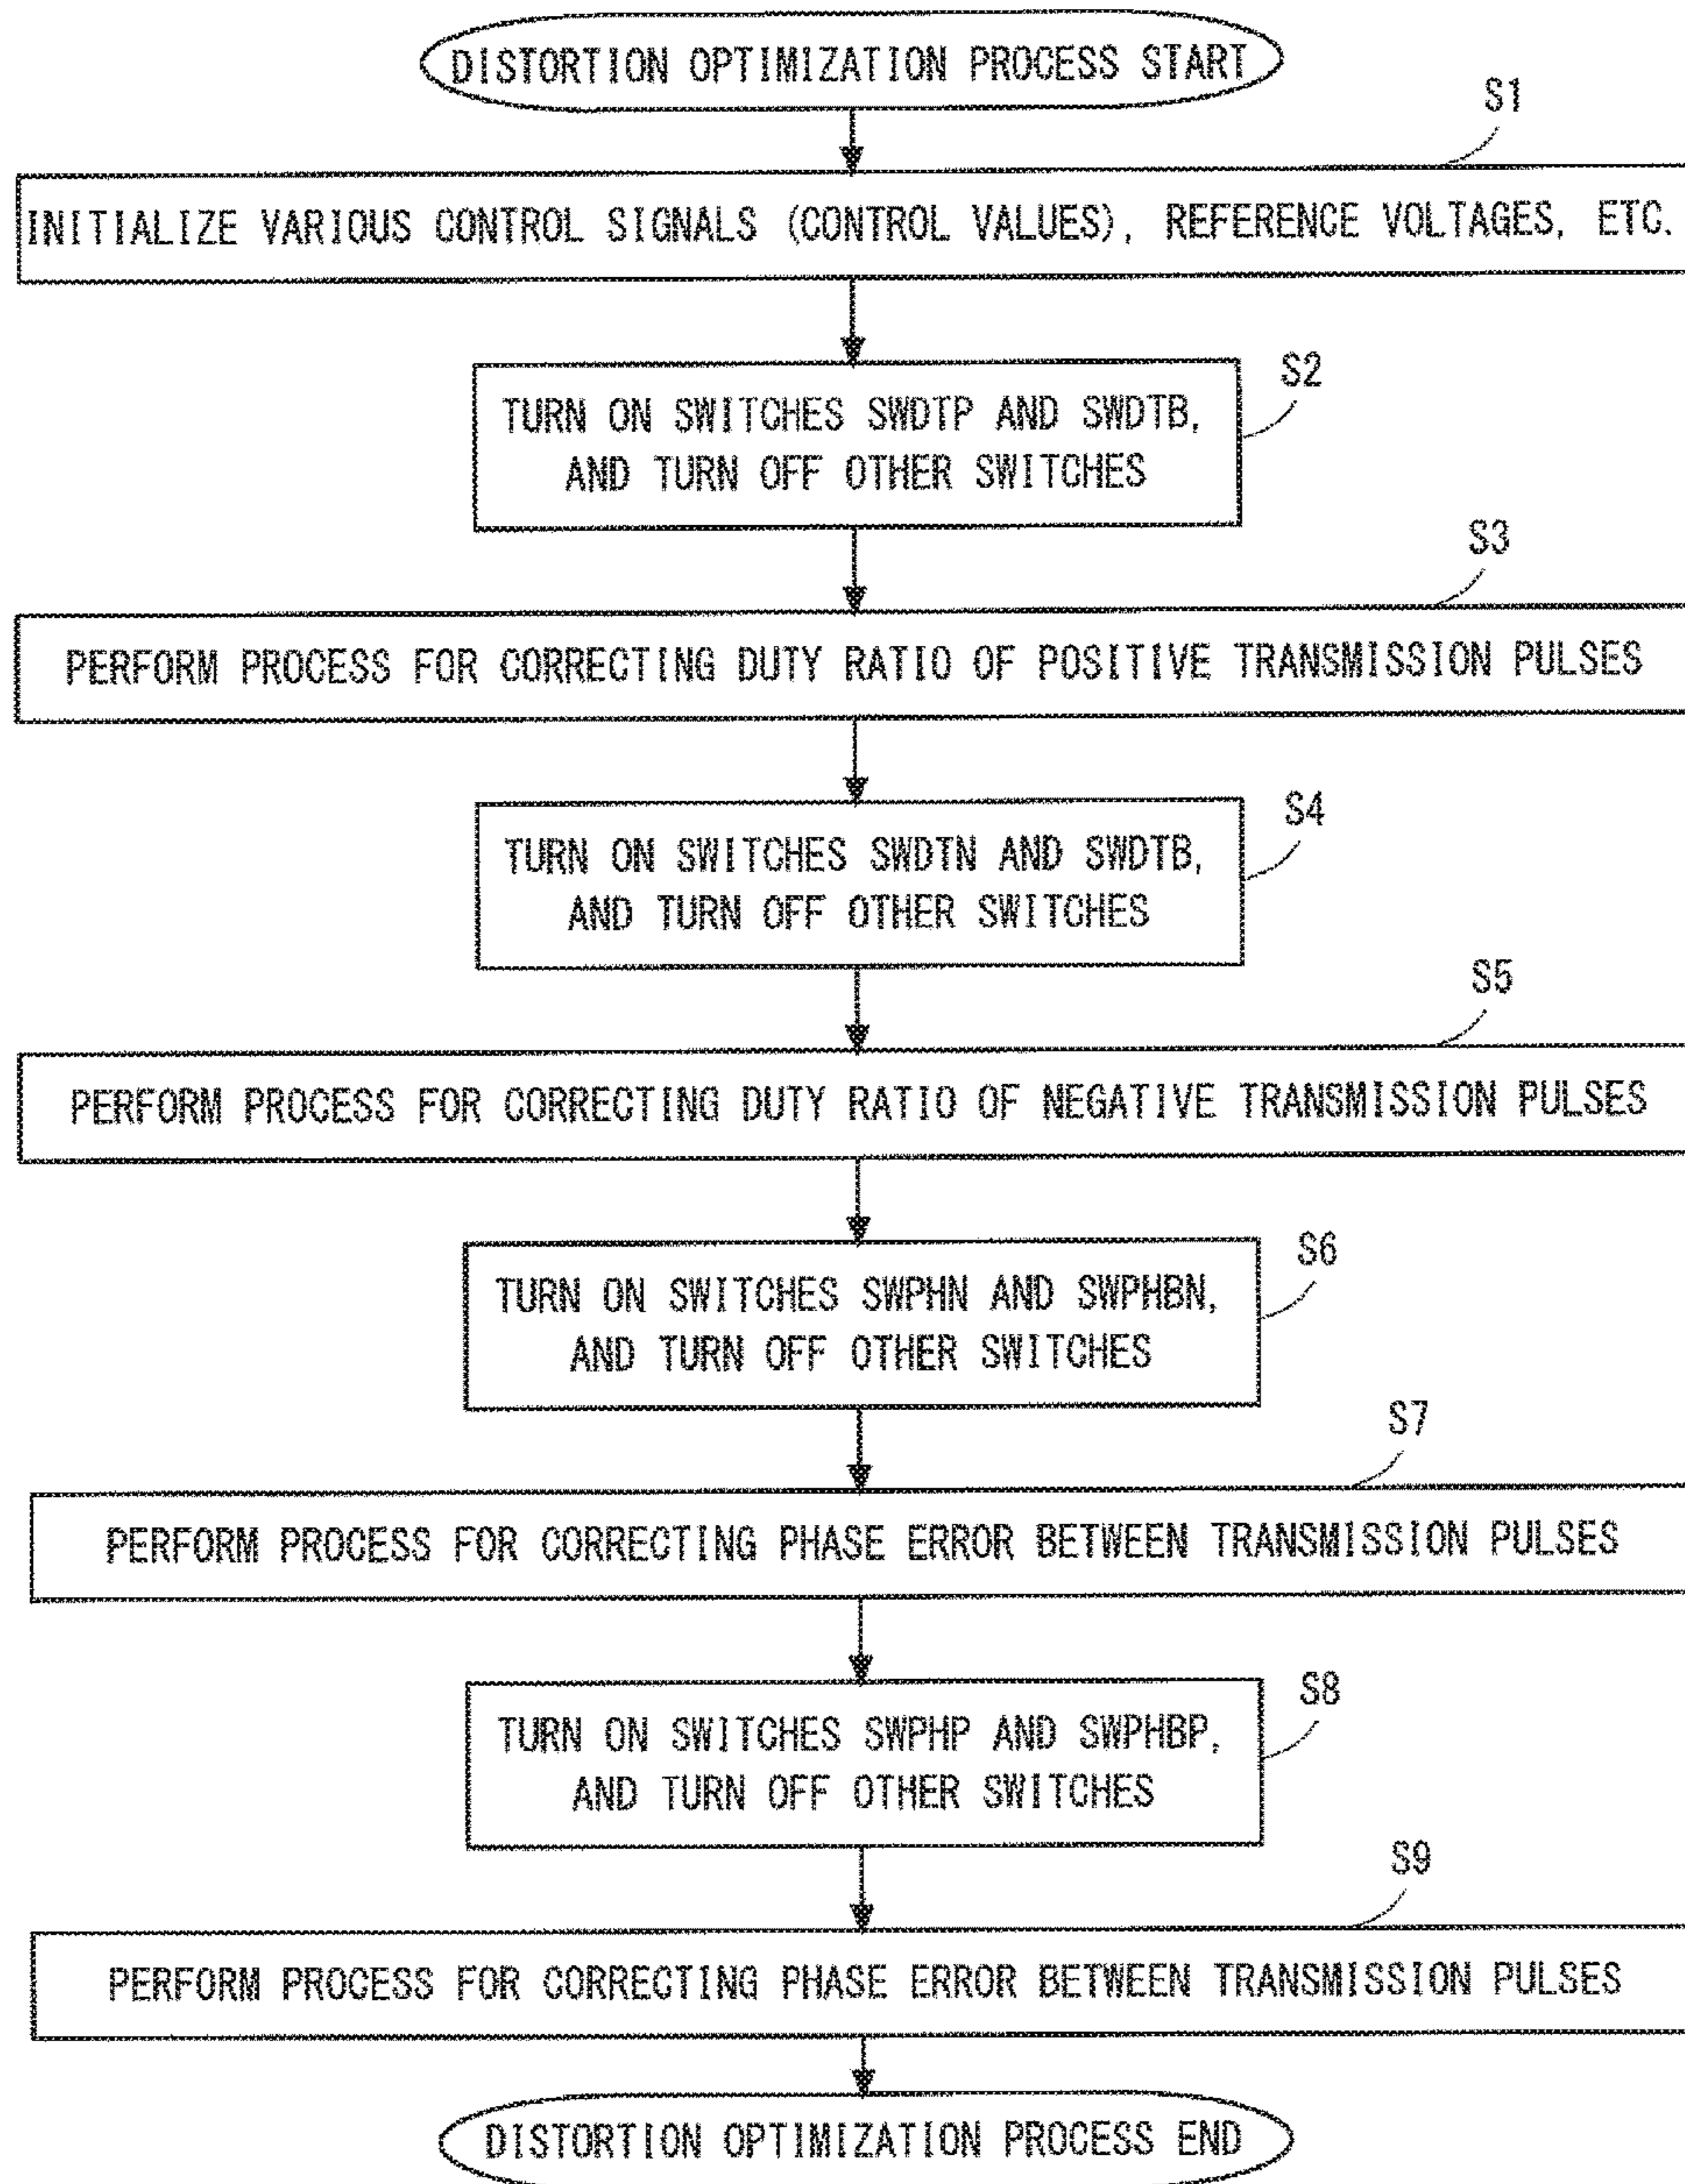 DISTORTION OPTIMIZATION PROCESS START
S1
INITIALIZE VARIOUS CONTROL SIGNALS (CONTROL VALUES), REFERENCE VOLTAGES, ETC.
S2
TURN ON SWITCHES SWDTP AND SWDTB,
AND TURN OFF OTHER SWITCHES
S3
PERFORM PROCESS FOR CORRECTING DUTY RATIO OF POSITIVE TRANSMISSION PULSES
S4
TURN ON SWITCHES SWDTN AND SWDTB,
AND TURN OFF OTHER SWITCHES
S5
PERFORM PROCESS FOR CORRECTING DUTY RATIO OF NEGATIVE TRANSMISSION PULSES
S6
TURN ON SWITCHES SWPHN AND SWPHBN,
AND TURN OFF OTHER SWITCHES
S7
PERFORM PROCESS FOR CORRECTING PHASE ERROR BETWEEN TRANSMISSION PULSES
S8
TURN ON SWITCHES SWPHP AND SWPHBP,
AND TURN OFF OTHER SWITCHES
S9
PERFORM PROCESS FOR CORRECTING PHASE ERROR BETWEEN TRANSMISSION PULSES
DISTORTION OPTIMIZATION PROCESS END